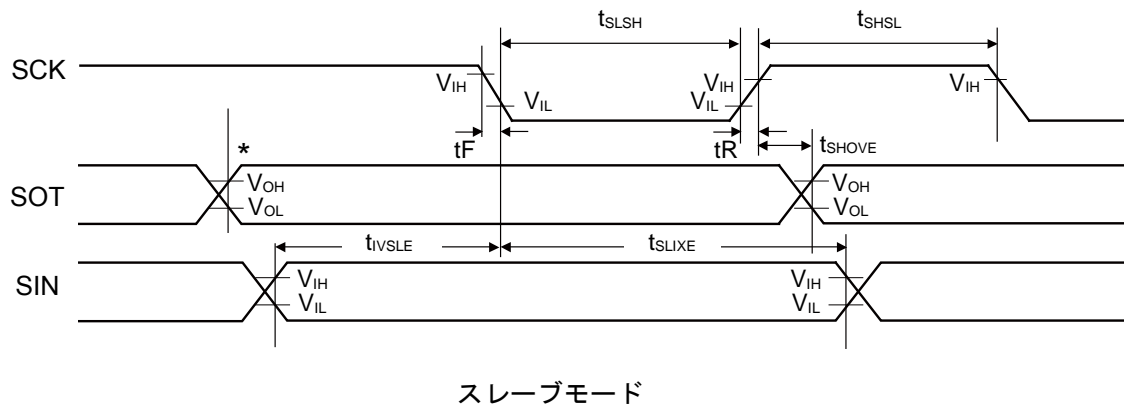 tSLSH
tSHSL
SCK
VIH
VIL
VIH
VIL
VIH
tF
tR
tSHOVE
*
SOT
VOH
VOL
VOH
VOL
tIVSLE
tSLIXE
SIN
VIH
VIL
VIH
VIL
スレーブモード